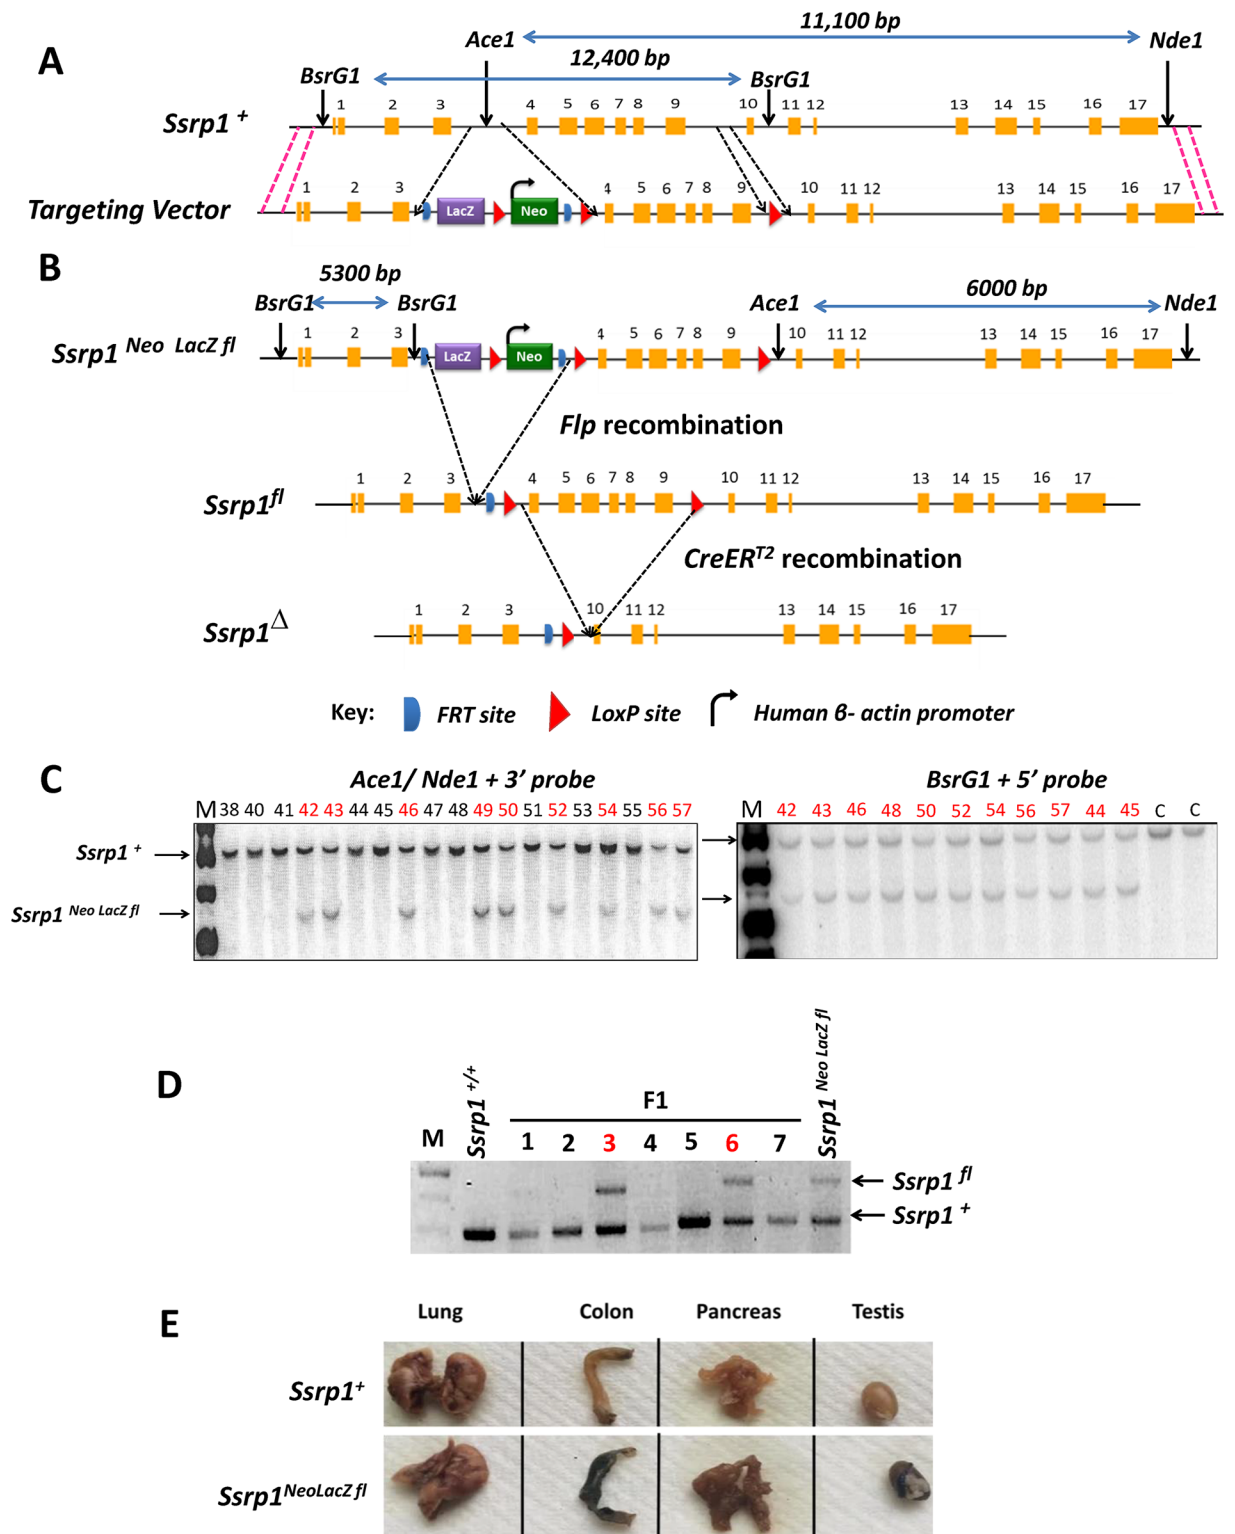 A
11,100 bp
Ace1
Nde1
12,400 bp
BsrG1
BsrG1
Ssrp1 +
1 2 3 4 5 6 7 8 9 10 11 12 13 14 15 16 17
Targeting Vector
1 2 3 LacZ Neo 4 5 6 7 8 9 10 11 12 13 14 15 16 17
B
5300 bp
BsrG1 BsrG1 Ace1 6000 bp Nde1
Ssrp1 Neo LacZ fl
1 2 3 LacZ Neo 4 5 6 7 8 9 10 11 12 13 14 15 16 17
Flp recombination
Ssrp1 fl
1 2 3 4 5 6 7 8 9 10 11 12 13 14 15 16 17
CreER T2 recombination
Ssrp1 Δ
1 2 3 10 11 12 13 14 15 16 17
Key: FRT site LoxP site Human β- actin promoter
C
Ace1/ Nde1 + 3’ probe
M 38 40 41 42 43 44 45 46 47 48 49 50 51 52 53 54 55 56 57
Ssrp1 +
Ssrp1 Neo LacZ fl
BsrG1 + 5’ probe
M 42 43 46 48 50 52 54 56 57 44 45 C C
D
M Ssrp1 +/+ F1 Ssrp1 Neo LacZ fl
1 2 3 4 5 6 7
Ssrp1 fl
Ssrp1 +
E
Lung Colon Pancreas Testis
Ssrp1+
Ssrp1NeoLacZ fl